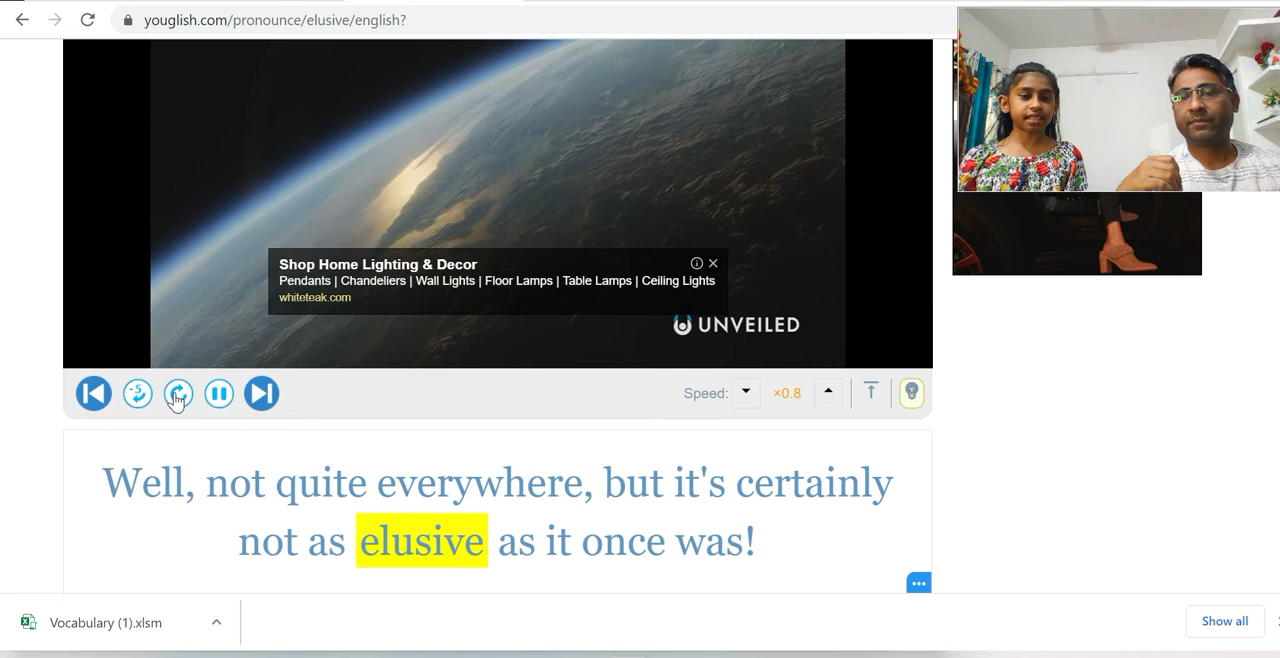 youglish.com/pronounce/elusive/english?
Shop Home Lighting & Decor
Pendants | Chandeliers | Wall Lights | Floor Lamps | Table Lamps | Ceiling Lights
whiteteak.com
UNVEILED
-5
Speed: ×0.8
Well, not quite everywhere, but it's certainly
not as elusive as it once was!
Vocabulary (1).xlsm
Show all